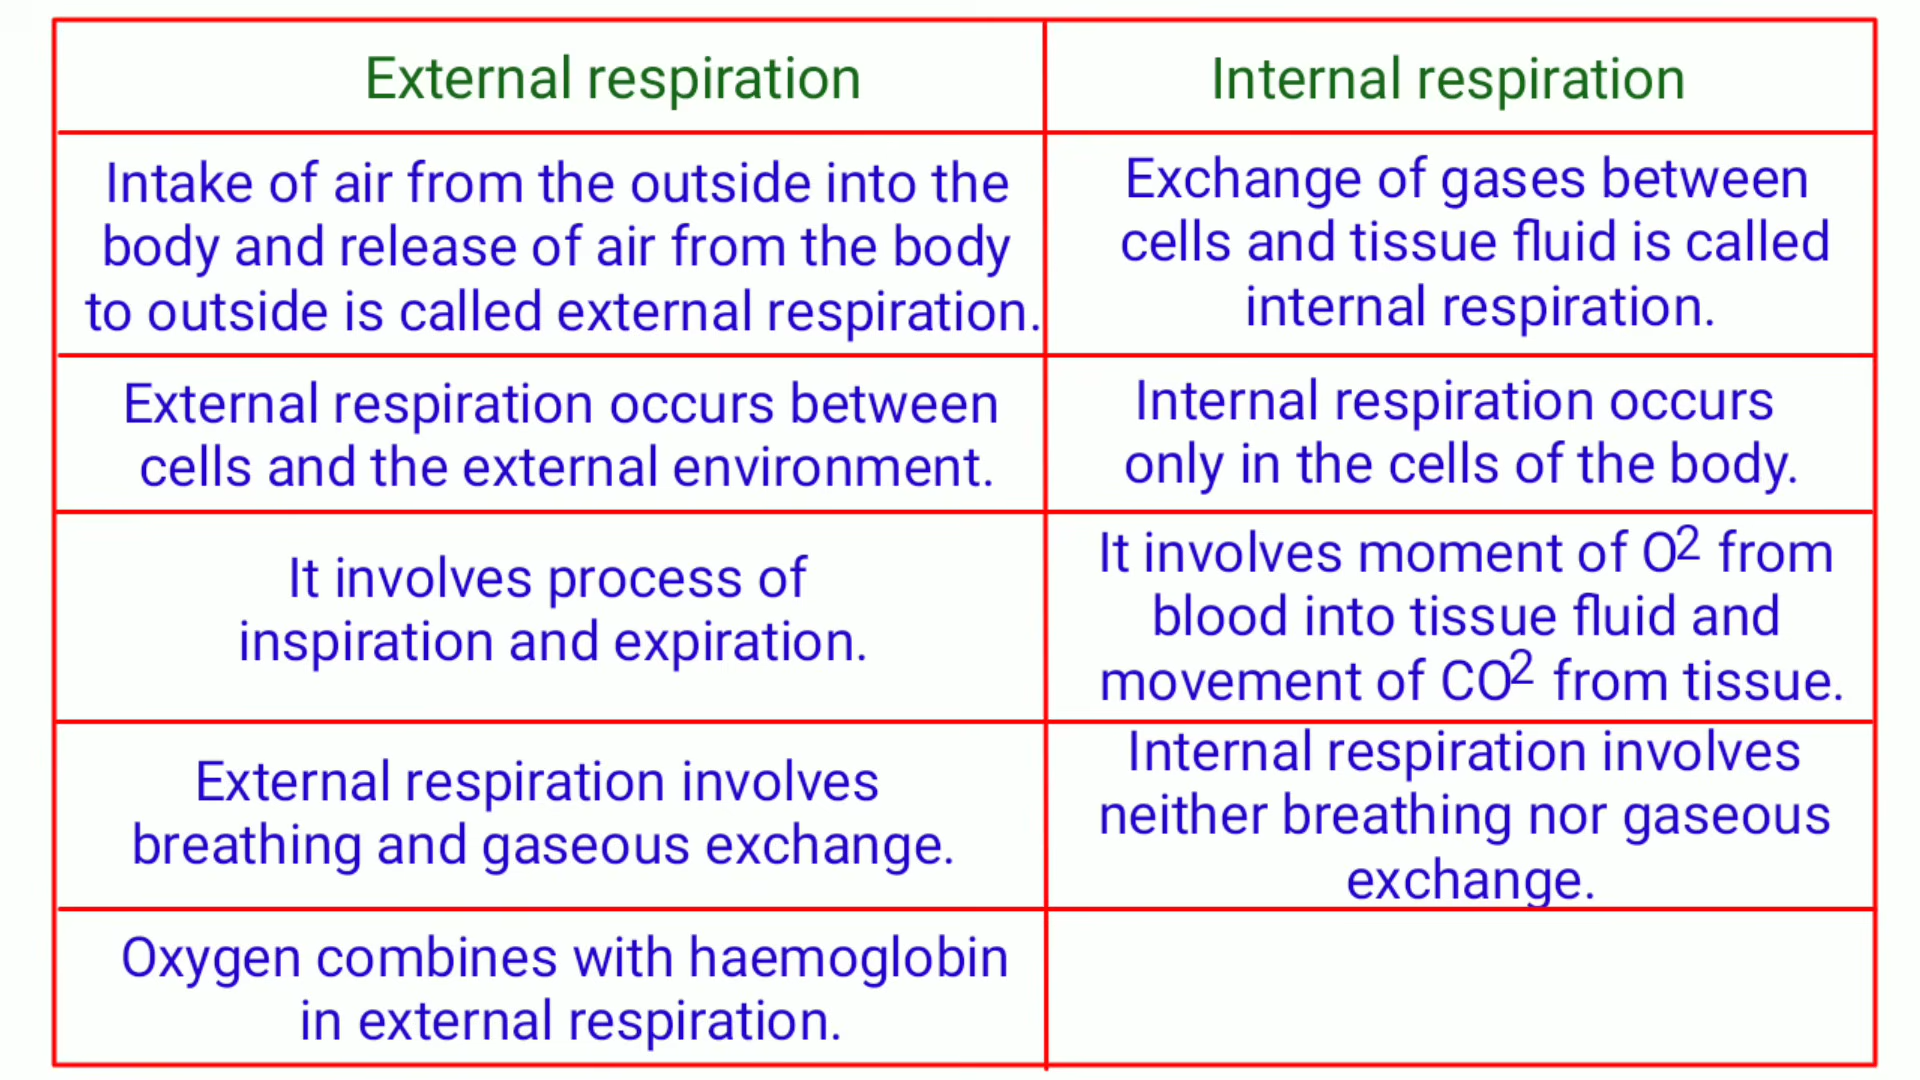 External respiration
Internal respiration
Intake of air from the outside into the
body and release of air from the body
to outside is called external respiration.
Exchange of gases between
cells and tissue fluid is called
internal respiration.
External respiration occurs between
cells and the external environment.
Internal respiration occurs
only in the cells of the body.
It involves process of
inspiration and expiration.
It involves moment of O² from
blood into tissue fluid and
movement of CO² from tissue.
External respiration involves
breathing and gaseous exchange.
Internal respiration involves
neither breathing nor gaseous
exchange.
Oxygen combines with haemoglobin
in external respiration.